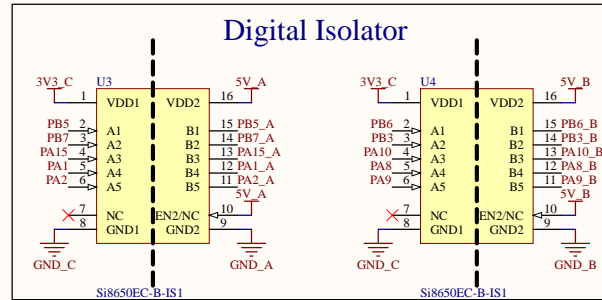 Digital Isolator
3V3_C U3 5V_A
1 VDD1 VDD2 16
PB5 2 A1 B1 15 PB5_A
PB7 3 A2 B2 14 PB7_A
PA15 4 A3 B3 13 PA15_A
PA1 5 A4 B4 12 PA1_A
PA2 6 A5 B5 11 PA2_A
5V_A
7 NC EN2/NC 10
8 GND1 GND2 9
GND_C GND_A
Si8650EC-B-IS1
3V3_C U4 5V_B
1 VDD1 VDD2 16
PB6 2 A1 B1 15 PB6_B
PB3 3 A2 B2 14 PB3_B
PA10 4 A3 B3 13 PA10_B
PA8 5 A4 B4 12 PA8_B
PA9 6 A5 B5 11 PA9_B
5V_B
7 NC EN2/NC 10
8 GND1 GND2 9
GND_C GND_B
Si8650EC-B-IS1